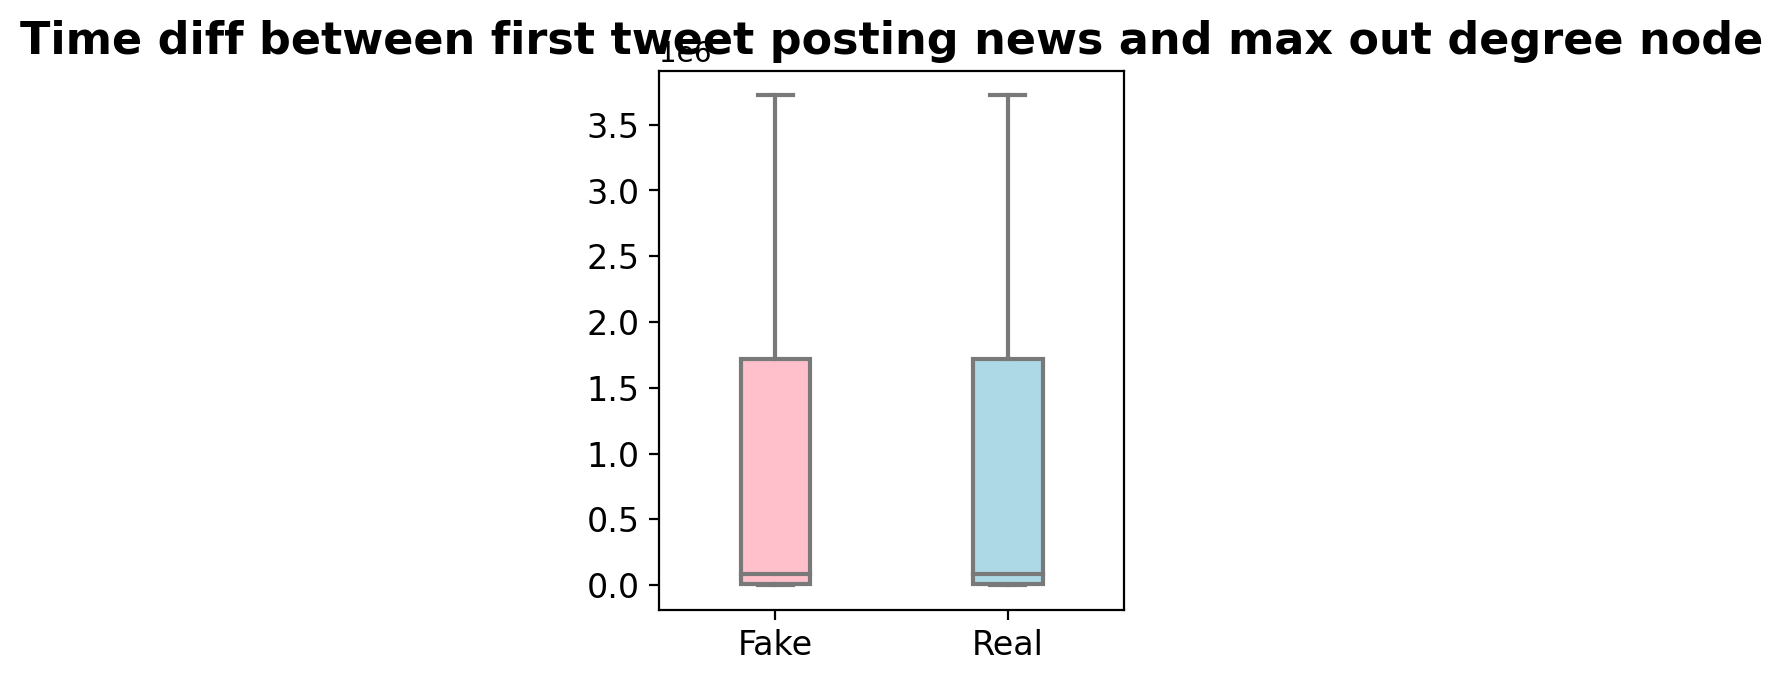 Time diff between first tweet posting news and max out degree node
1e6
3.5
3.0
2.5
2.0
1.5
1.0
0.5
0.0
Fake Real